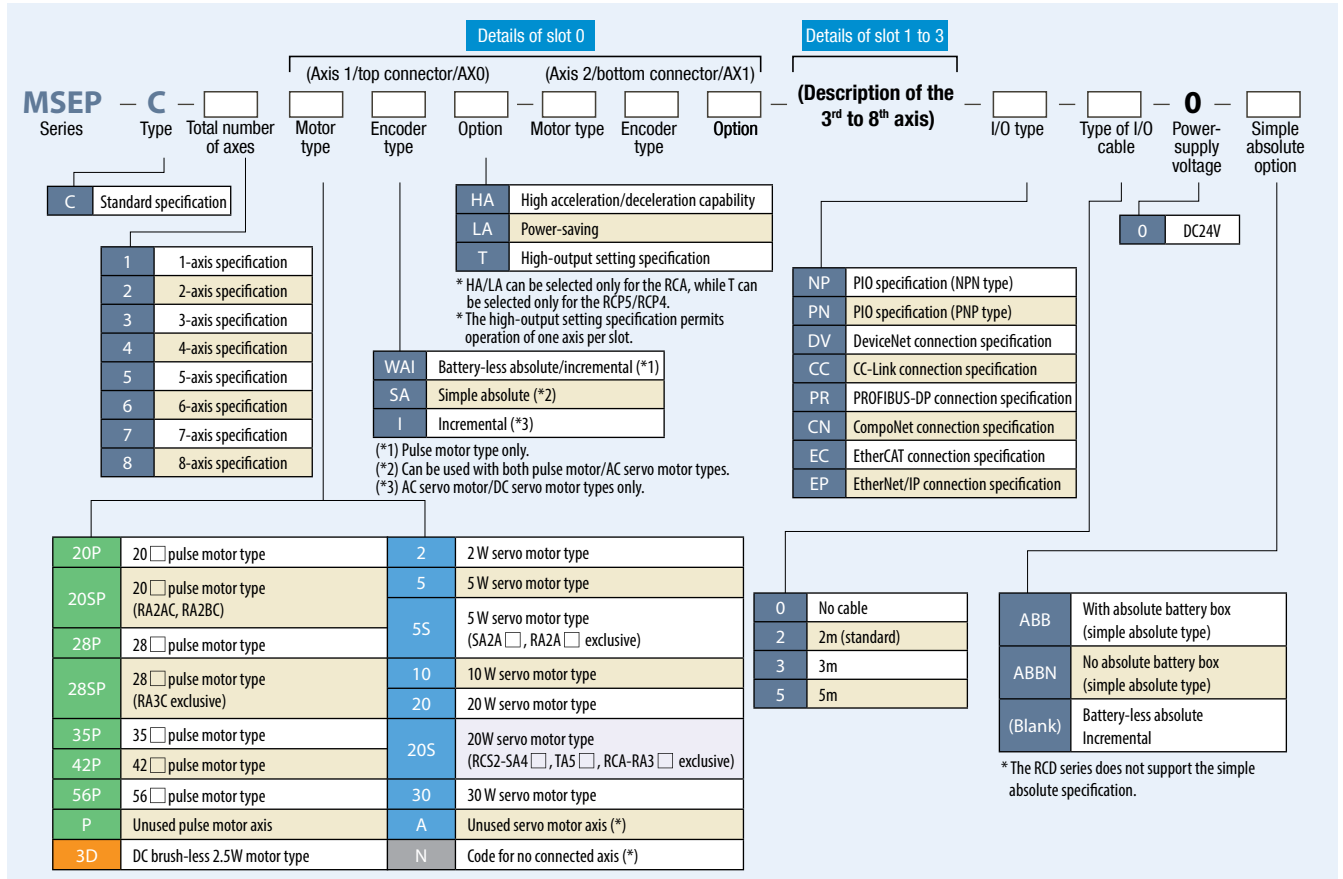 Details of slot 0
Details of slot 1 to 3
(Axis 1/top connector/AX0)
(Axis 2/bottom connector/AX1)
MSEP – C – – – – (Description of the 3rd to 8th axis) – – – 0 –
Series
Type
Total number of axes
Motor type
Encoder type
Option
Motor type
Encoder type
Option
I/O type
Type of I/O cable
Power-supply voltage
Simple absolute option
C Standard specification
1 1-axis specification
2 2-axis specification
3 3-axis specification
4 4-axis specification
5 5-axis specification
6 6-axis specification
7 7-axis specification
8 8-axis specification
HA High acceleration/deceleration capability
LA Power-saving
T High-output setting specification
* HA/LA can be selected only for the RCA, while T can
be selected only for the RCP5/RCP4.
* The high-output setting specification permits
operation of one axis per slot.
WAI Battery-less absolute/incremental (*1)
SA Simple absolute (*2)
I Incremental (*3)
(*1) Pulse motor type only.
(*2) Can be used with both pulse motor/AC servo motor types.
(*3) AC servo motor/DC servo motor types only.
NP PIO specification (NPN type)
PN PIO specification (PNP type)
DV DeviceNet connection specification
CC CC-Link connection specification
PR PROFIBUS-DP connection specification
CN CompoNet connection specification
EC EtherCAT connection specification
EP EtherNet/IP connection specification
0 DC24V
20P 20 □ pulse motor type
20SP 20 □ pulse motor type
(RA2AC, RA2BC)
28P 28 □ pulse motor type
28SP 28 □ pulse motor type
(RA3C exclusive)
35P 35 □ pulse motor type
42P 42 □ pulse motor type
56P 56 □ pulse motor type
P Unused pulse motor axis
3D DC brush-less 2.5W motor type
2 2 W servo motor type
5 5 W servo motor type
5S 5 W servo motor type
(SA2A □ , RA2A □ exclusive)
10 10 W servo motor type
20 20 W servo motor type
20S 20W servo motor type
(RCS2-SA4 □ , TA5 □ , RCA-RA3 □ exclusive)
30 30 W servo motor type
A Unused servo motor axis (*)
N Code for no connected axis (*)
0 No cable
2 2m (standard)
3 3m
5 5m
ABB With absolute battery box
(simple absolute type)
ABBN No absolute battery box
(simple absolute type)
(Blank) Battery-less absolute
Incremental
* The RCD series does not support the simple
absolute specification.